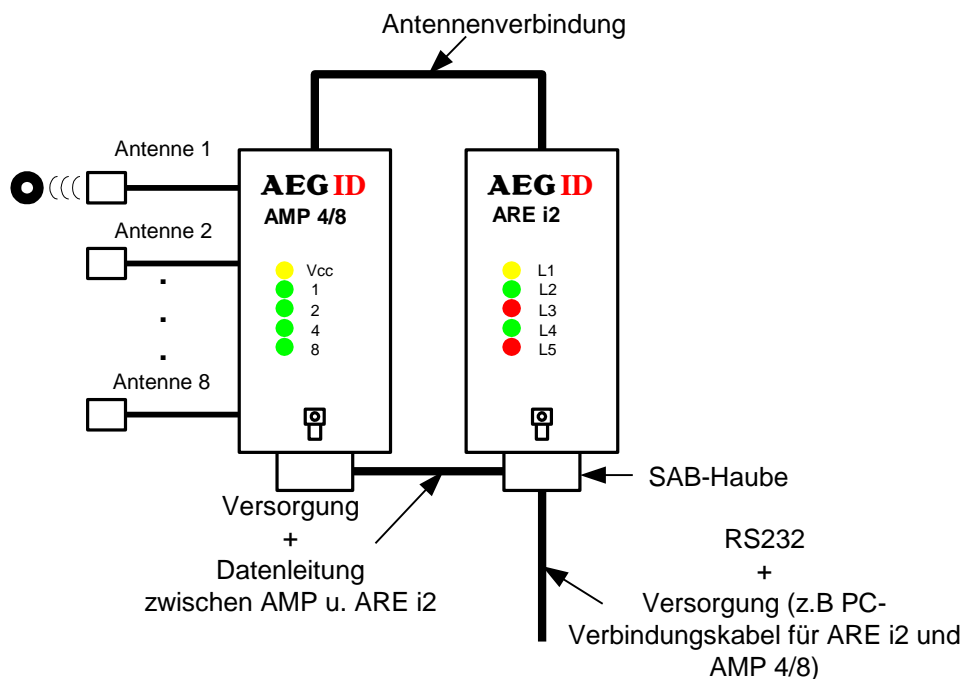 Antennenverbindung
Antenne 1
AEG ID
AMP 4/8
AEG ID
ARE i2
Antenne 2
Vcc
1
2
4
8
L1
L2
L3
L4
L5
Antenne 8
SAB-Haube
Versorgung
+
Datenleitung
zwischen AMP u. ARE i2
RS232
+
Versorgung (z.B PC-
Verbindungskabel für ARE i2 und
AMP 4/8)